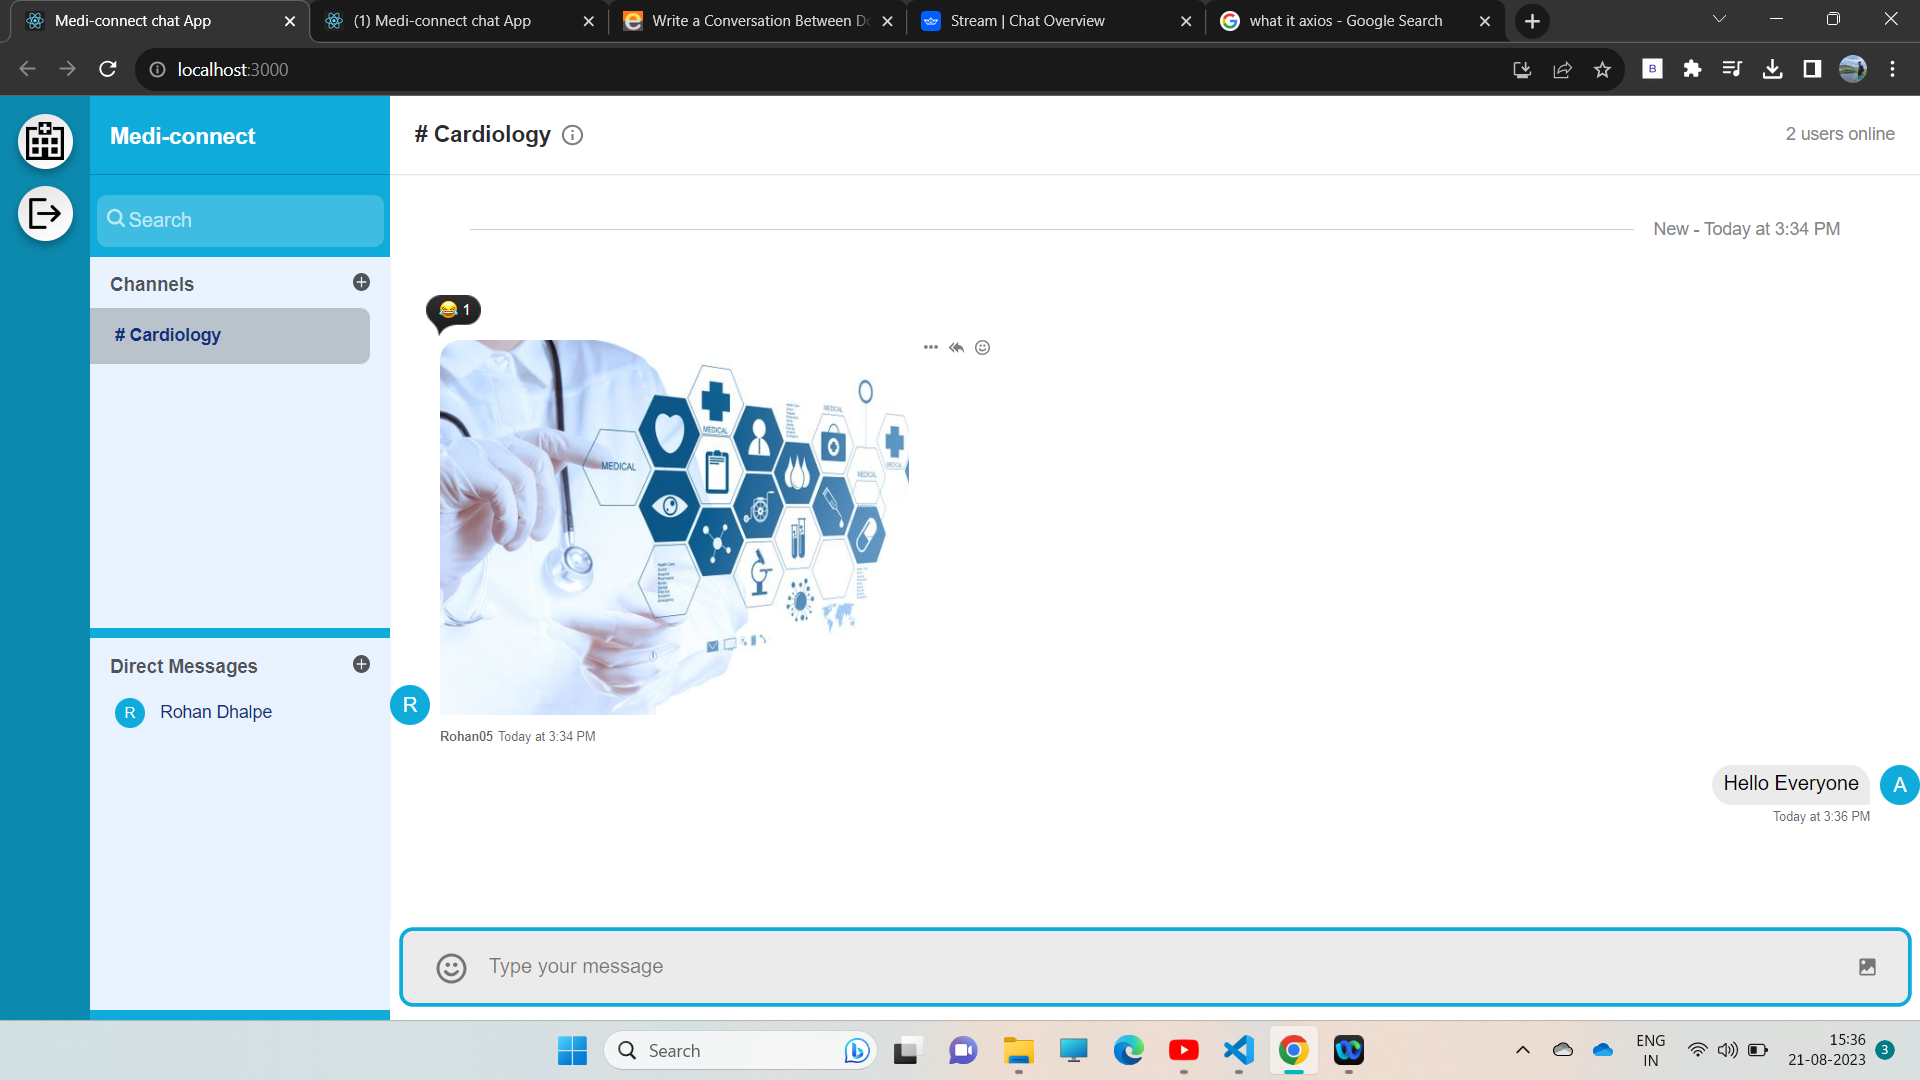 Medi-connect chat App
(1) Medi-connect chat App
Write a Conversation Between Do
Stream | Chat Overview
what it axios - Google Search
localhost:3000
B
Medi-connect
# Cardiology
2 users online
Search
New - Today at 3:34 PM
Channels
# Cardiology
😂 1
MEDICAL
MEDICAL
MEDICAL
MEDICAL
MEDICAL
Direct Messages
R Rohan Dhalpe
R
Rohan05 Today at 3:34 PM
Hello Everyone
A
Today at 3:36 PM
Type your message
Search
ENG
IN
15:36
21-08-2023
3